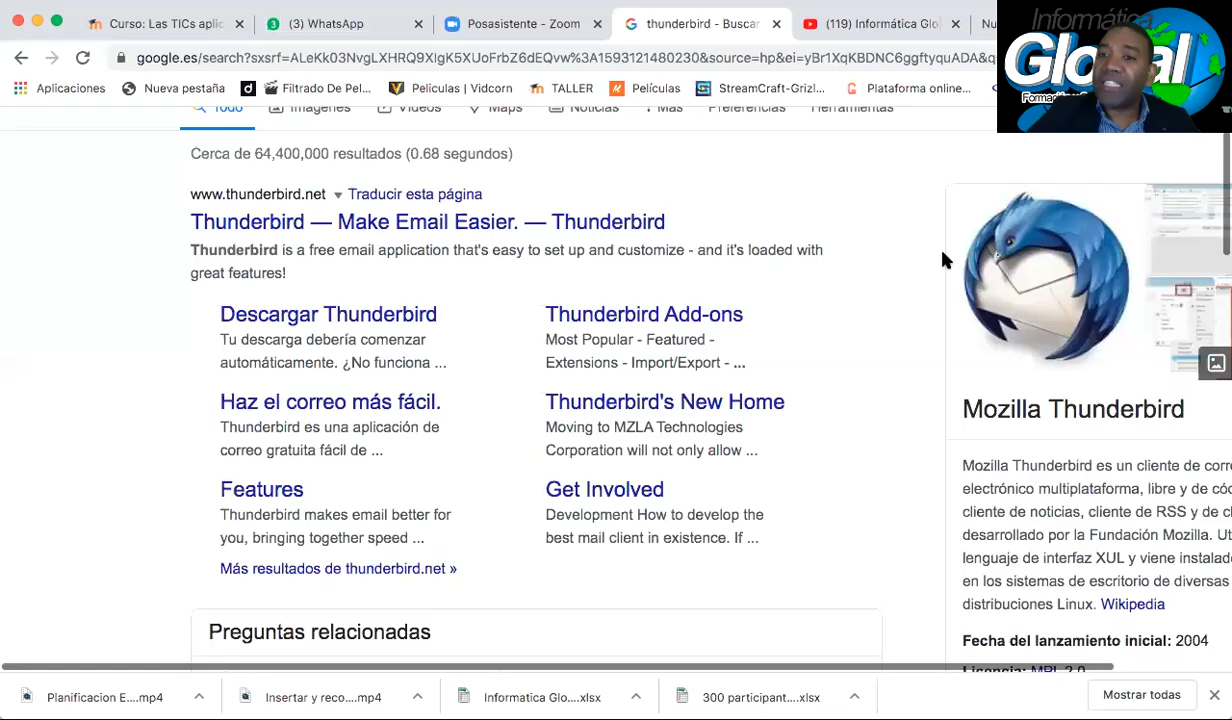 Curso: Las TICs aplic
(3) WhatsApp
Posasistente - Zoom
thunderbird - Buscar
(119) Informática Glo
google.es/search?sxsrf=ALeKk03NvgLXHRQ9XIgK5XUoFrbZ6dEQvw%3A1593121480230&source=hp&ei=yBr1XqKBDNC6ggftyquADA&q
Aplicaciones
Nueva pestaña
Filtrado De Pel...
Peliculas | Vidcorn
TALLER
Películas
StreamCraft-Grizl...
Plataforma online...
Informática
Global
Todo
Imágenes
Vídeos
Maps
Noticias
Más
Preferencias
Herramientas
Cerca de 64,400,000 resultados (0.68 segundos)
www.thunderbird.net Traducir esta página
Thunderbird — Make Email Easier. — Thunderbird
Thunderbird is a free email application that's easy to set up and customize - and it's loaded with
great features!
Descargar Thunderbird
Tu descarga debería comenzar
automáticamente. ¿No funciona ...
Thunderbird Add-ons
Most Popular - Featured -
Extensions - Import/Export - ...
Haz el correo más fácil.
Thunderbird es una aplicación de
correo gratuita fácil de ...
Thunderbird's New Home
Moving to MZLA Technologies
Corporation will not only allow ...
Features
Thunderbird makes email better for
you, bringing together speed ...
Get Involved
Development How to develop the
best mail client in existence. If ...
Más resultados de thunderbird.net »
Preguntas relacionadas
Mozilla Thunderbird
Mozilla Thunderbird es un cliente de corre
electrónico multiplataforma, libre y de cód
cliente de noticias, cliente de RSS y de ch
desarrollado por la Fundación Mozilla. Ut
lenguaje de interfaz XUL y viene instalado
en los sistemas de escritorio de diversas
distribuciones Linux. Wikipedia
Fecha del lanzamiento inicial: 2004
Licencia: MPL 2.0
Planificacion E....mp4
Insertar y reco....mp4
Informatica Glo....xlsx
300 participant....xlsx
Mostrar todas